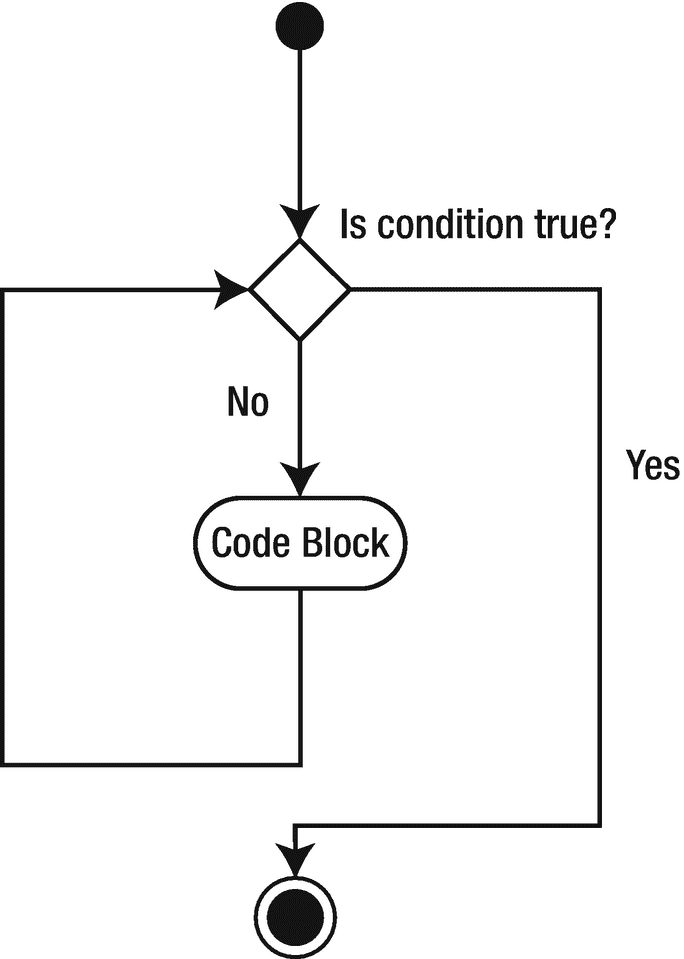 Is condition true?
No
Yes
Code Block